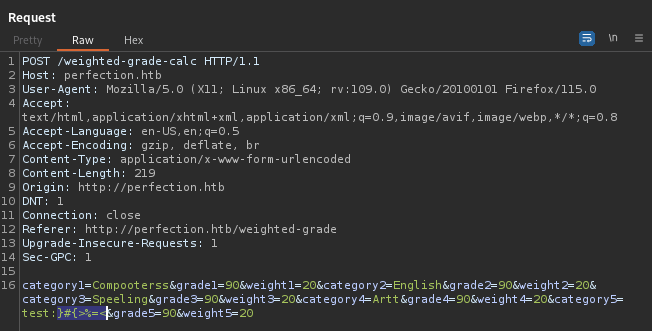 Request
Pretty Raw Hex
\n
1 POST /weighted-grade-calc HTTP/1.1
2 Host: perfection.htb
3 User-Agent: Mozilla/5.0 (X11; Linux x86_64; rv:109.0) Gecko/20100101 Firefox/115.0
4 Accept:
text/html,application/xhtml+xml,application/xml;q=0.9,image/avif,image/webp,*/*;q=0.8
5 Accept-Language: en-US,en;q=0.5
6 Accept-Encoding: gzip, deflate, br
7 Content-Type: application/x-www-form-urlencoded
8 Content-Length: 219
9 Origin: http://perfection.htb
10 DNT: 1
11 Connection: close
12 Referer: http://perfection.htb/weighted-grade
13 Upgrade-Insecure-Requests: 1
14 Sec-GPC: 1
15
16 category1=Compooterss&grade1=90&weight1=20&category2=English&grade2=90&weight2=20&
category3=Speeling&grade3=90&weight3=20&category4=Artt&grade4=90&weight4=20&category5=
test:}#{>%=<&grade5=90&weight5=20